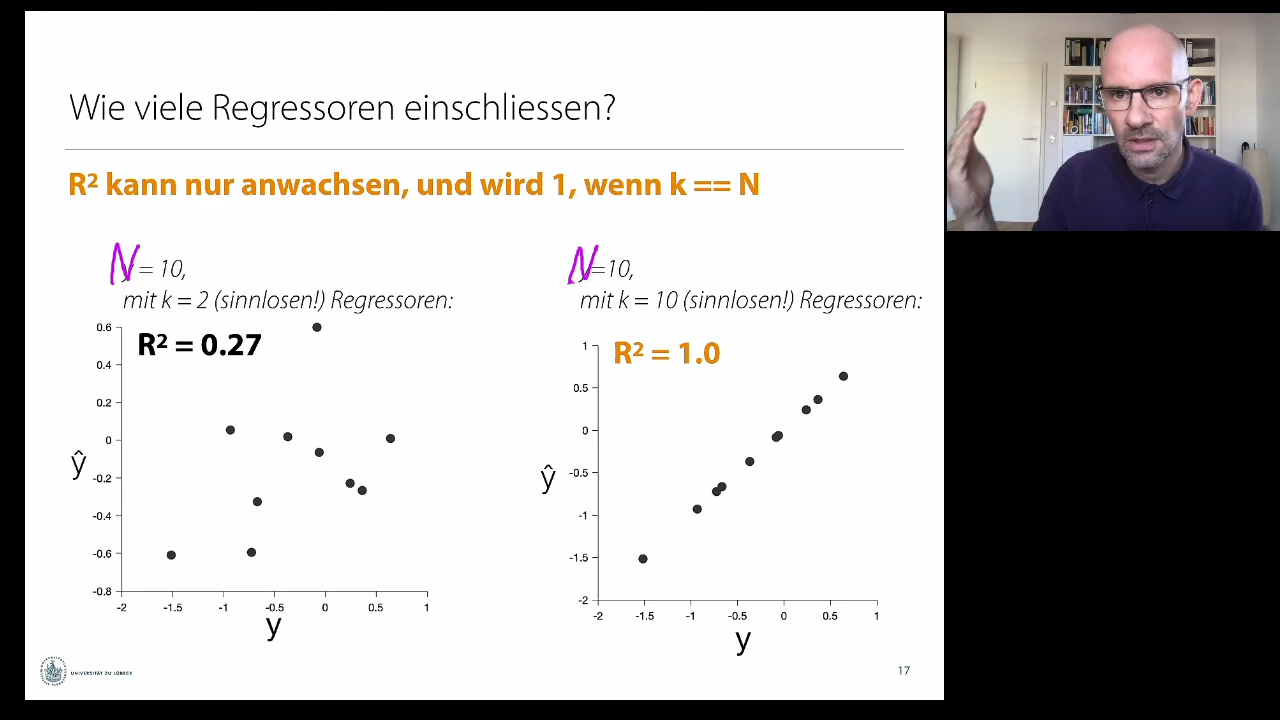 Wie viele Regressoren einschliessen?
R² kann nur anwachsen, und wird 1, wenn k == N
N = 10,
mit k = 2 (sinnlosen!) Regressoren:
R² = 0.27
0.6
0.4
0.2
0
-0.2
-0.4
-0.6
-0.8
ŷ
-2 -1.5 -1 -0.5 0 0.5 1
y
N =10,
mit k = 10 (sinnlosen!) Regressoren:
R² = 1.0
1
0.5
0
-0.5
-1
-1.5
-2
ŷ
-2 -1.5 -1 -0.5 0 0.5 1
y
UNIVERSITÄT ZU LÜBECK
17